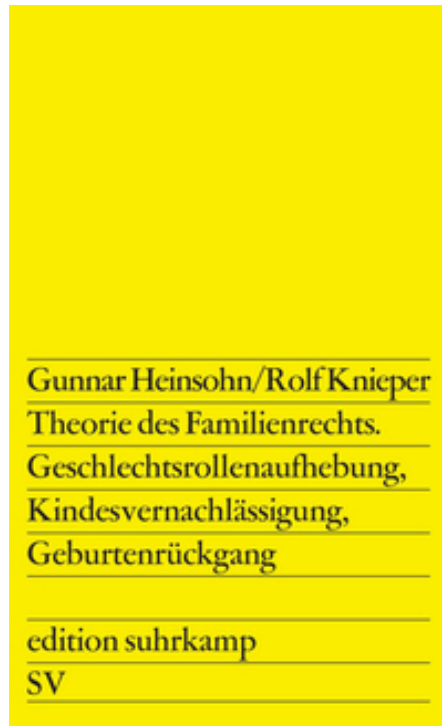 Gunnar Heinsohn/Rolf Knieper
Theorie des Familienrechts.
Geschlechtsrollenaufhebung,
Kindesvernachlässigung,
Geburtenrückgang
edition suhrkamp
SV